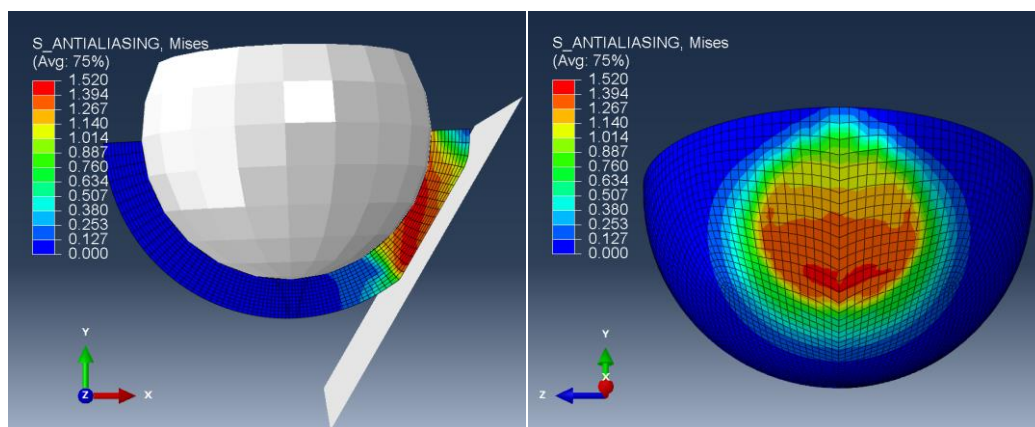 S_ANTIALIASING, Mises
(Avg: 75%)
1.520
1.394
1.267
1.140
1.014
0.887
0.760
0.634
0.507
0.380
0.253
0.127
0.000
Y
Z
X
S_ANTIALIASING, Mises
(Avg: 75%)
1.520
1.394
1.267
1.140
1.014
0.887
0.760
0.634
0.507
0.380
0.253
0.127
0.000
Y
X
Z